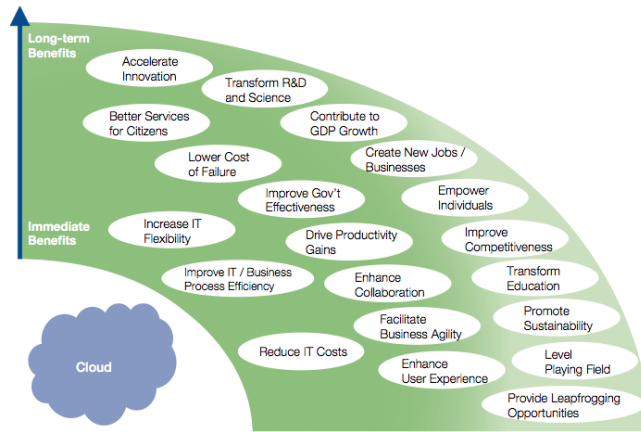 Long-term
Benefits
Accelerate
Innovation
Transform R&D
and Science
Better Services
for Citizens
Contribute to
GDP Growth
Lower Cost
of Failure
Create New Jobs /
Businesses
Improve Gov't
Effectiveness
Empower
Individuals
Immediate
Benefits
Increase IT
Flexibility
Drive Productivity
Gains
Improve
Competitiveness
Improve IT / Business
Process Efficiency
Enhance
Collaboration
Transform
Education
Facilitate
Business Agility
Promote
Sustainability
Cloud
Reduce IT Costs
Enhance
User Experience
Level
Playing Field
Provide Leapfrogging
Opportunities